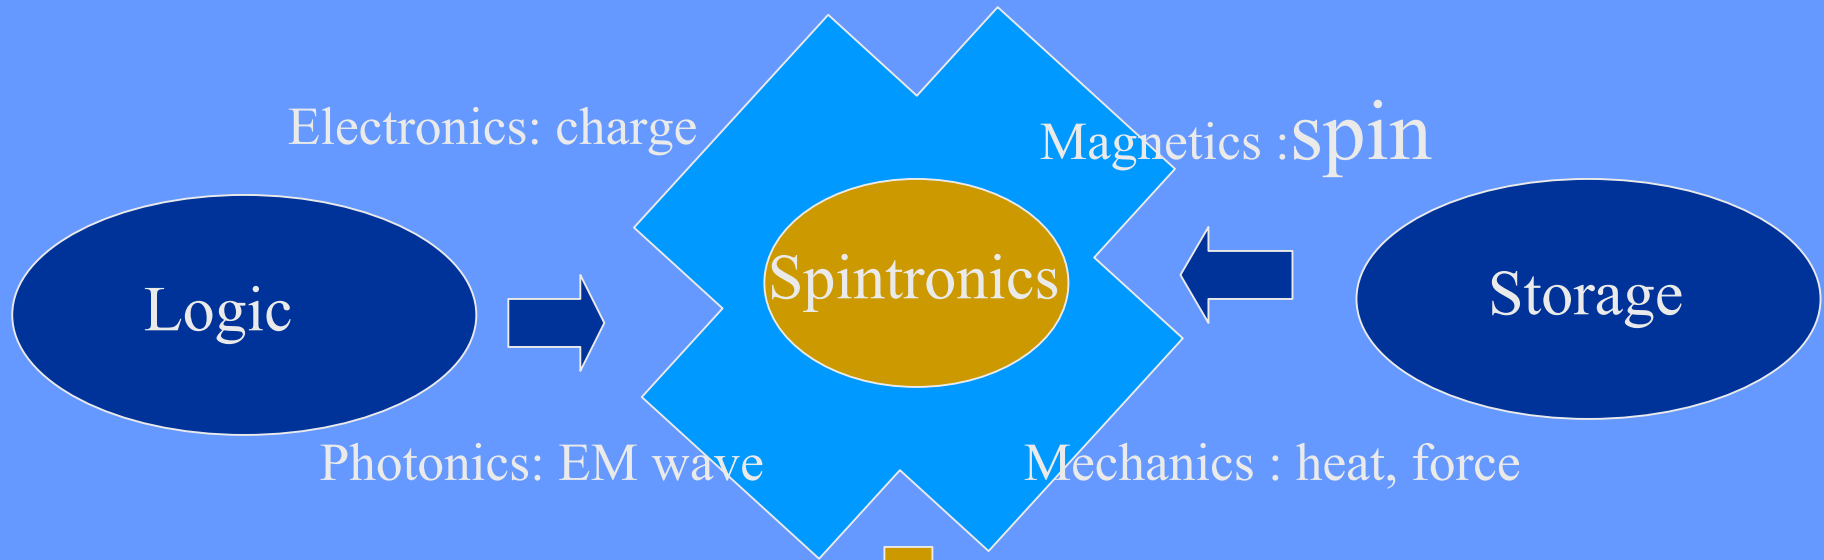 Electronics: charge
Magnetics :spin
Logic
Spintronics
Storage
Photonics: EM wave
Mechanics : heat, force